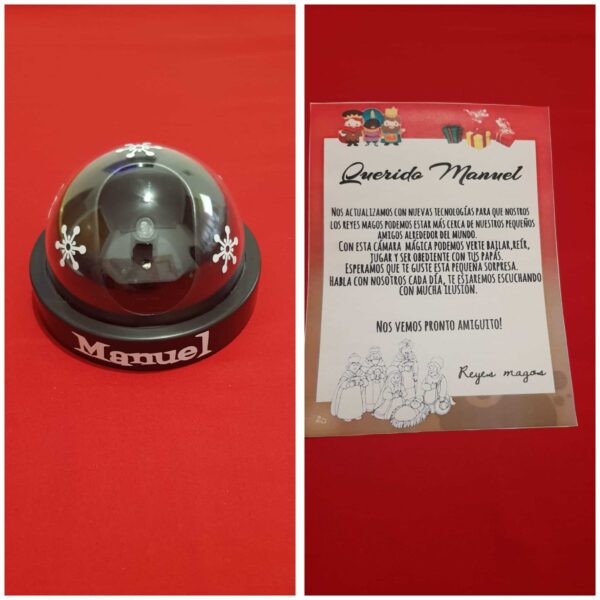 Manuel
Querido Manuel
NOS ACTUALIZAMOS CON NUEVAS TECNOLOGÍAS PARA QUE NOSTROS
LOS REYES MAGOS PODEMOS ESTAR MÁS CERCA DE NUESTROS PEQUEÑOS
AMIGOS ALREDEDOR DEL MUNDO.
CON ESTA CÁMARA MÁGICA PODEMOS VERTE BAILAR,REÍR,
JUGAR Y SER OBEDIENTE CON TUS PAPÁS.
ESPERAMOS QUE TE GUSTE ESTA PEQUEÑA SORPRESA.
HABLA CON NOSOTROS CADA DÍA, TE ESTAREMOS ESCUCHANDO
CON MUCHA ILUSIÓN.
NOS VEMOS PRONTO AMIGUITO!
Reyes magos